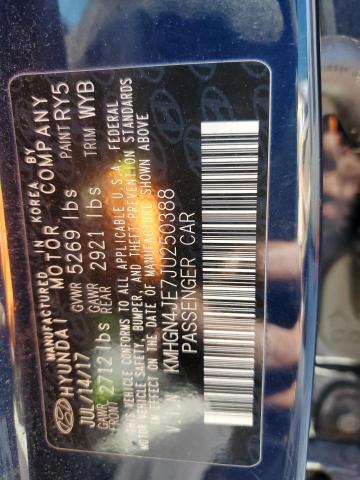 MANUFACTURED IN KOREA BY
HYUNDAI MOTOR COMPANY
JUL/14/17 GVWR 5269 lbs PAINT RY5
GAWR FRONT 2712 lbs GAWR REAR 2921 lbs TRIM WYB
THIS VEHICLE CONFORMS TO ALL APPLICABLE U.S.A. FEDERAL
MOTOR VEHICLE SAFETY, BUMPER, AND THEFT PREVENTION STANDARDS
IN EFFECT ON THE DATE OF MANUFACTURE SHOWN ABOVE
V.I.N KMHGN4JE7JU250388
PASSENGER CAR